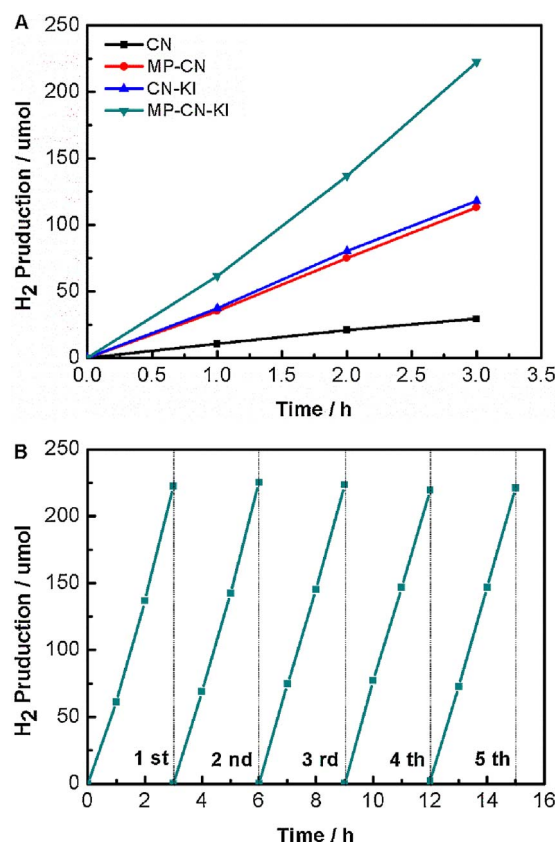 A
250
200
150
100
50
0
H2 Pruduction / umol
CN
MP-CN
CN-KI
MP-CN-KI
0.0 0.5 1.0 1.5 2.0 2.5 3.0 3.5
Time / h
B
250
200
150
100
50
0
H2 Pruduction / umol
1 st 2 nd 3 rd 4 th 5 th
0 2 4 6 8 10 12 14 16
Time / h